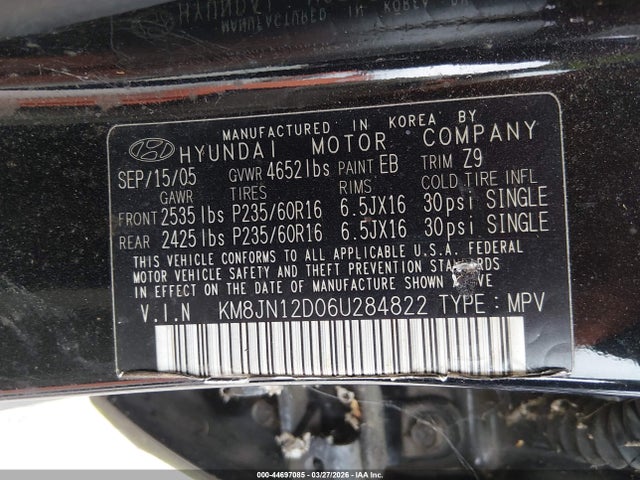 MANUFACTURED IN KOREA BY
HYUNDAI MOTOR COMPANY
SEP/15/05 GVWR 4652lbs PAINT EB TRIM Z9
GAWR TIRES RIMS COLD TIRE INFL
FRONT 2535lbs P235/60R16 6.5JX16 30psi SINGLE
REAR 2425lbs P235/60R16 6.5JX16 30psi SINGLE
THIS VEHICLE CONFORMS TO ALL APPLICABLE U.S.A. FEDERAL
MOTOR VEHICLE SAFETY AND THEFT PREVENTION STANDARDS
IN EFFECT ON THE DATE OF MANUFACTURE SHOWN
V.I.N KM8JN12D06U284822 TYPE : MPV
000-44697085 - 03/27/2026 - IAA Inc. Copyright